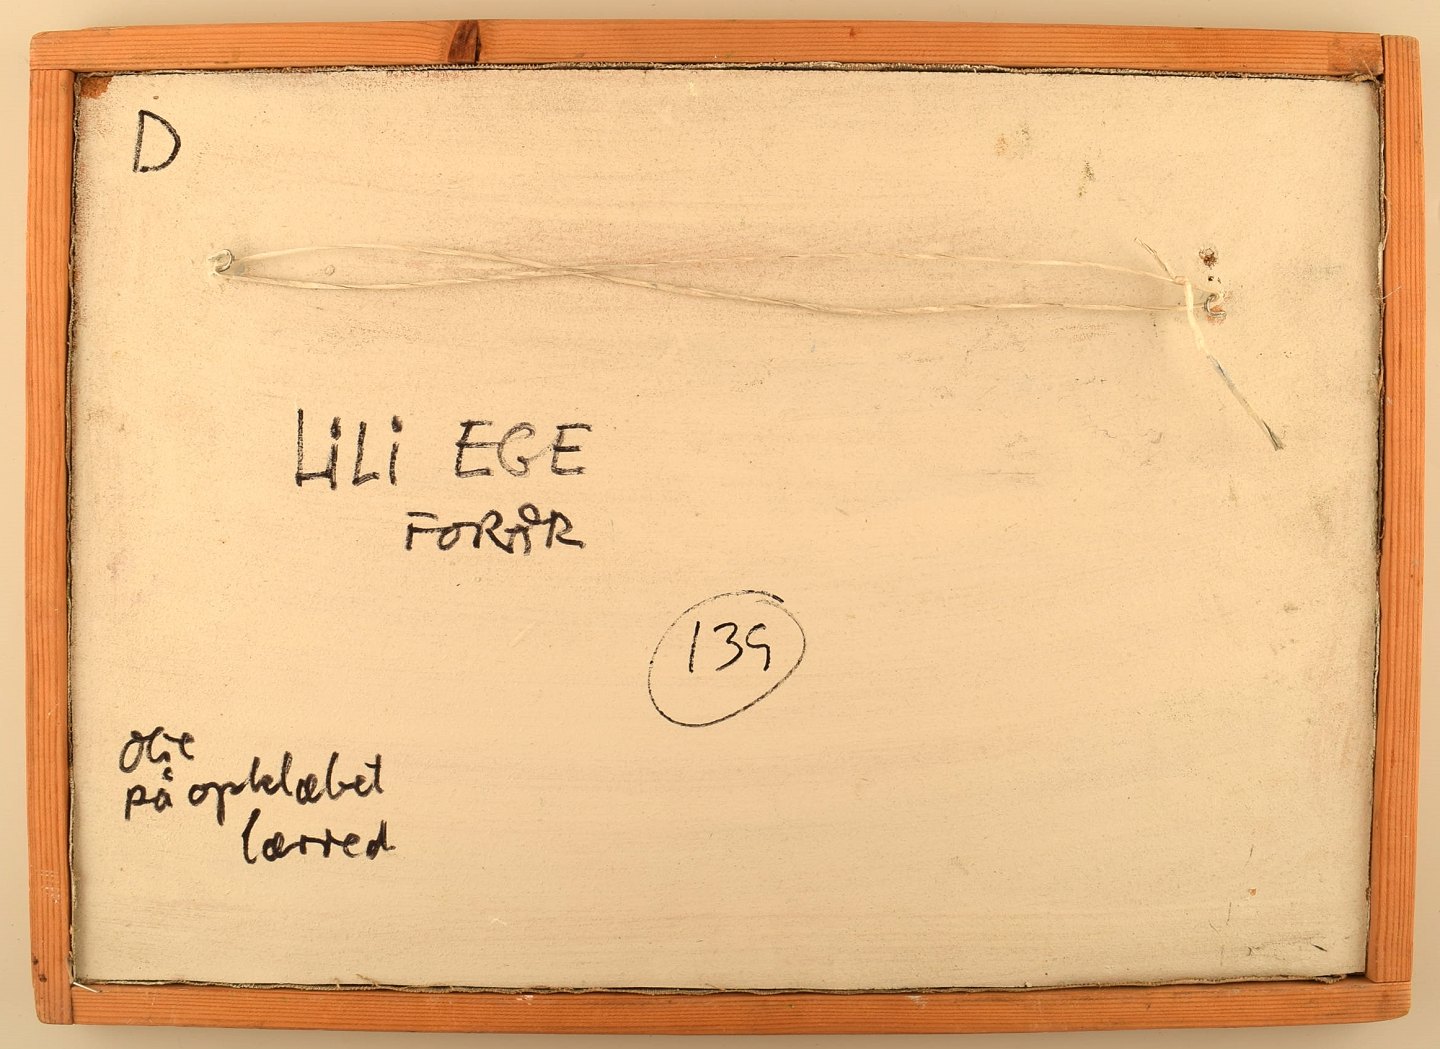 D
LiLi EGE
FORÅR
139
Olie
på opklæbet
lærred